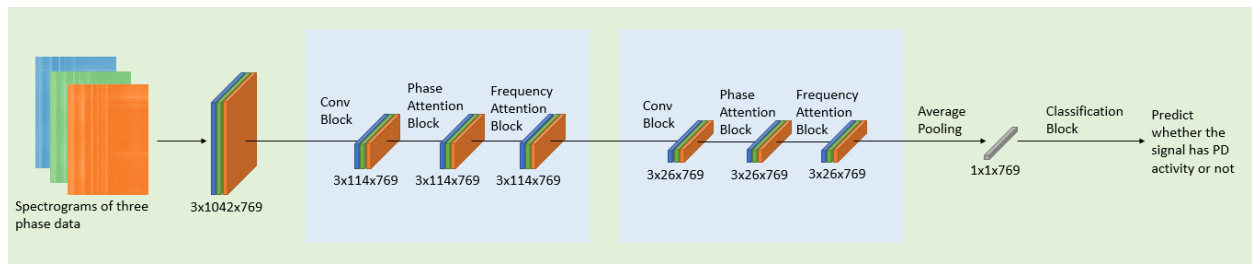 Spectrograms of three
phase data
3x1042x769
Conv
Block
3x114x769
Phase
Attention
Block
3x114x769
Frequency
Attention
Block
3x114x769
Conv
Block
3x26x769
Phase
Attention
Block
3x26x769
Frequency
Attention
Block
3x26x769
Average
Pooling
1x1x769
Classification
Block
Predict
whether the
signal has PD
activity or not